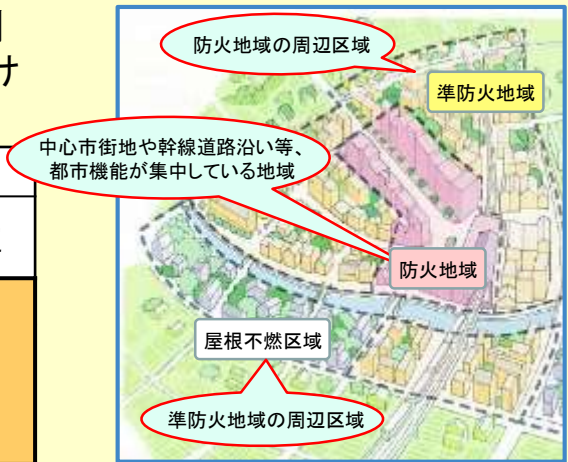 け
防火地域の周辺区域
準防火地域
中心市街地や幹線道路沿い等、
都市機能が集中している地域
防火地域
屋根不燃区域
準防火地域の周辺区域